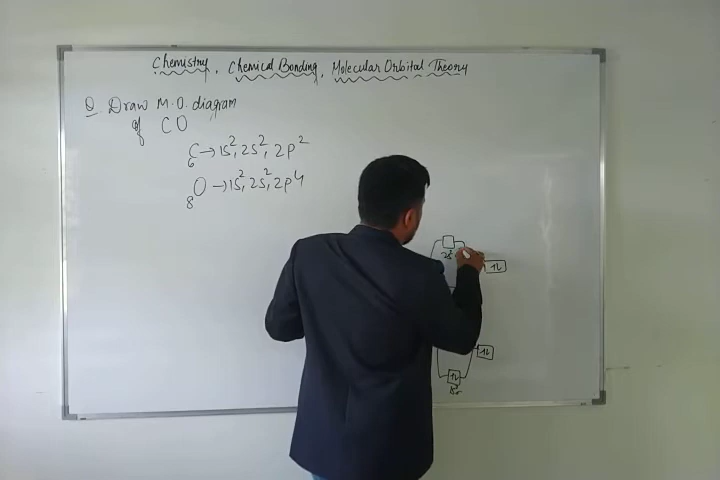 Chemistry, Chemical Bonding, Molecular Orbital Theory
Q. Draw M.O. diagram
of CO
₆C → 1s², 2s², 2p²
₈O → 1s², 2s², 2p⁴